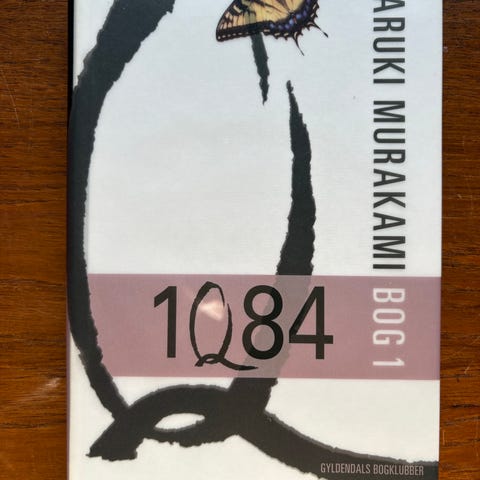 ARUKI MURAKAMI BOG 1
1Q84
GYLDENDALS BOGKLUBBER